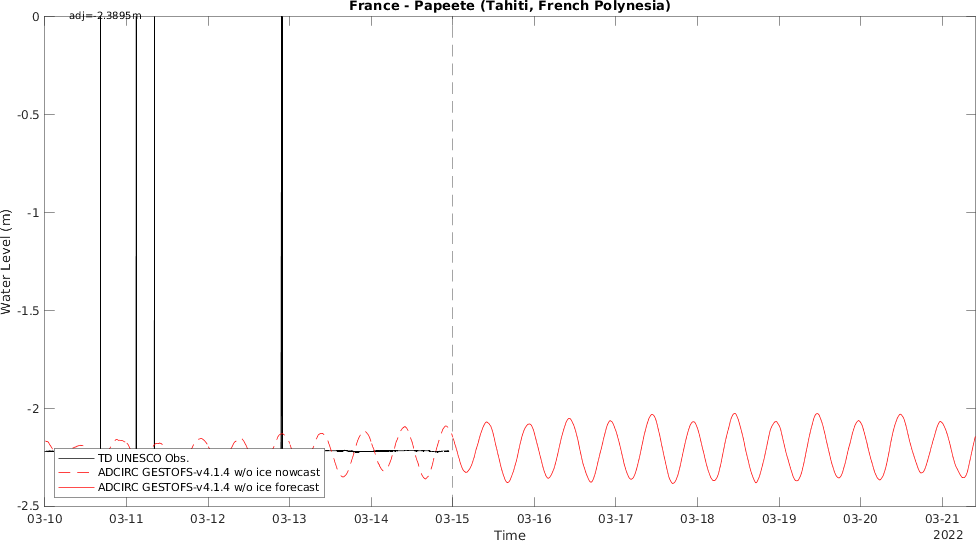 France - Papeete (Tahiti, French Polynesia)
adj=-2.3895m
0
-0.5
-1
-1.5
-2
-2.5
Water Level (m)
TD UNESCO Obs.
ADCIRC GESTOFS-v4.1.4 w/o ice nowcast
ADCIRC GESTOFS-v4.1.4 w/o ice forecast
03-10 03-11 03-12 03-13 03-14 03-15 03-16 03-17 03-18 03-19 03-20 03-21
Time
2022